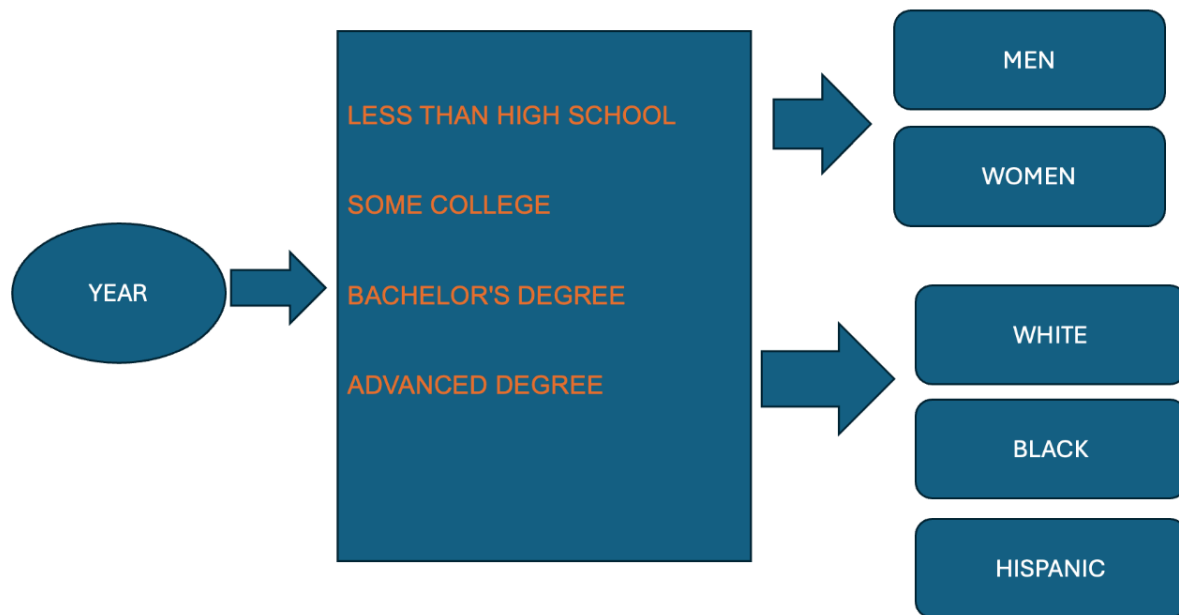 YEAR
LESS THAN HIGH SCHOOL
SOME COLLEGE
BACHELOR'S DEGREE
ADVANCED DEGREE
MEN
WOMEN
WHITE
BLACK
HISPANIC